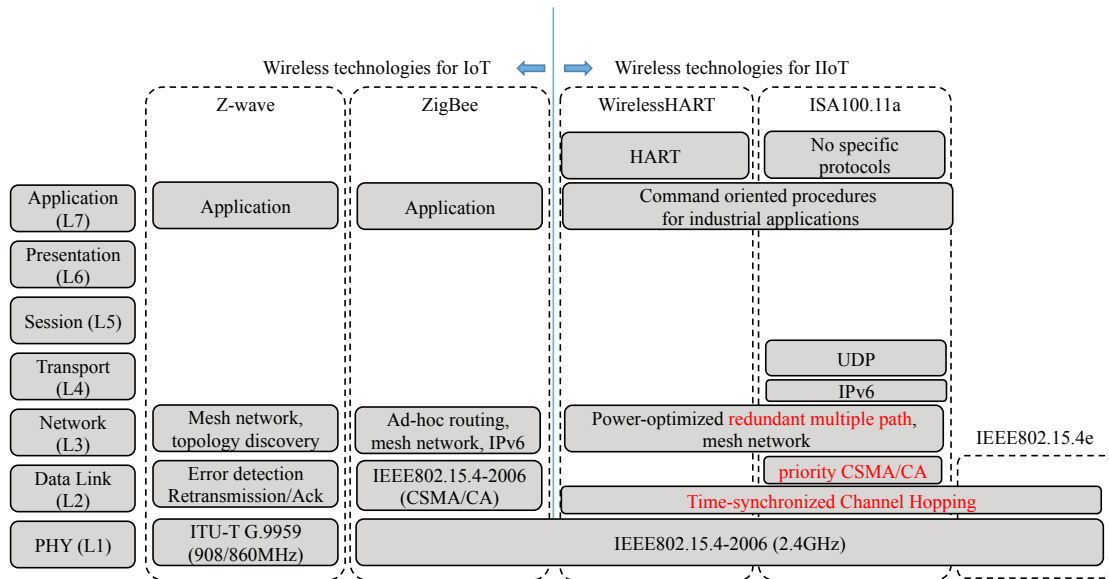 Wireless technologies for IoT
Wireless technologies for IIoT
Z-wave
ZigBee
WirelessHART
ISA100.11a
HART
No specific
protocols
Application
(L7)
Application
Application
Command oriented procedures
for industrial applications
Presentation
(L6)
Session (L5)
Transport
(L4)
UDP
IPv6
Network
(L3)
Mesh network,
topology discovery
Ad-hoc routing,
mesh network, IPv6
Power-optimized redundant multiple path,
mesh network
IEEE802.15.4e
Data Link
(L2)
Error detection
Retransmission/Ack
IEEE802.15.4-2006
(CSMA/CA)
priority CSMA/CA
Time-synchronized Channel Hopping
PHY (L1)
ITU-T G.9959
(908/860MHz)
IEEE802.15.4-2006 (2.4GHz)